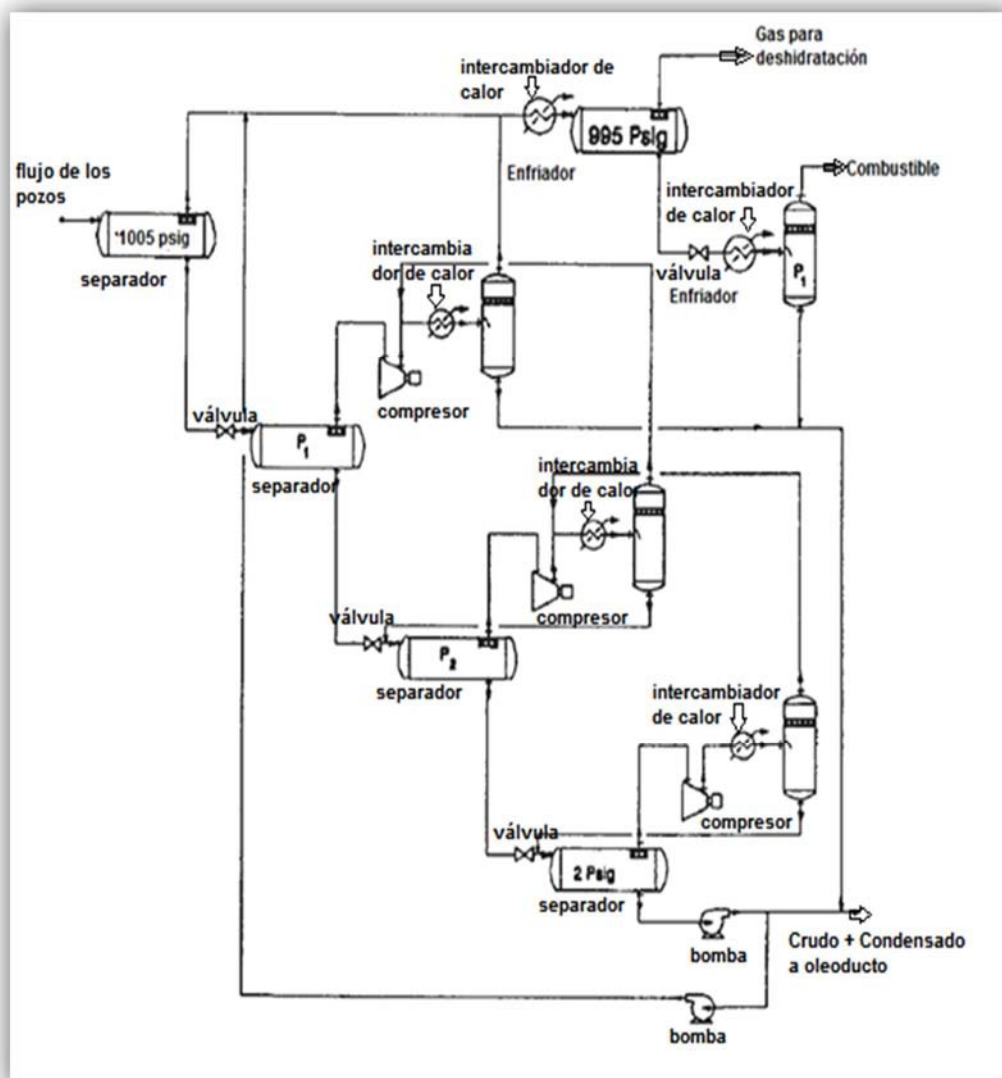 Gas para
deshidratación
intercambiador de
calor
995 Psig
flujo de los
pozos
Enfriador
intercambiador
de calor
Combustible
"1005 psig
separador
intercambia
dor de calor
válvula
Enfriador
P1
compresor
válvula
P1
separador
intercambia
dor de calor
válvula
compresor
P2
separador
intercambiador
de calor
compresor
válvula
2 Psig
separador
bomba
Crudo + Condensado
a oleoducto
bomba